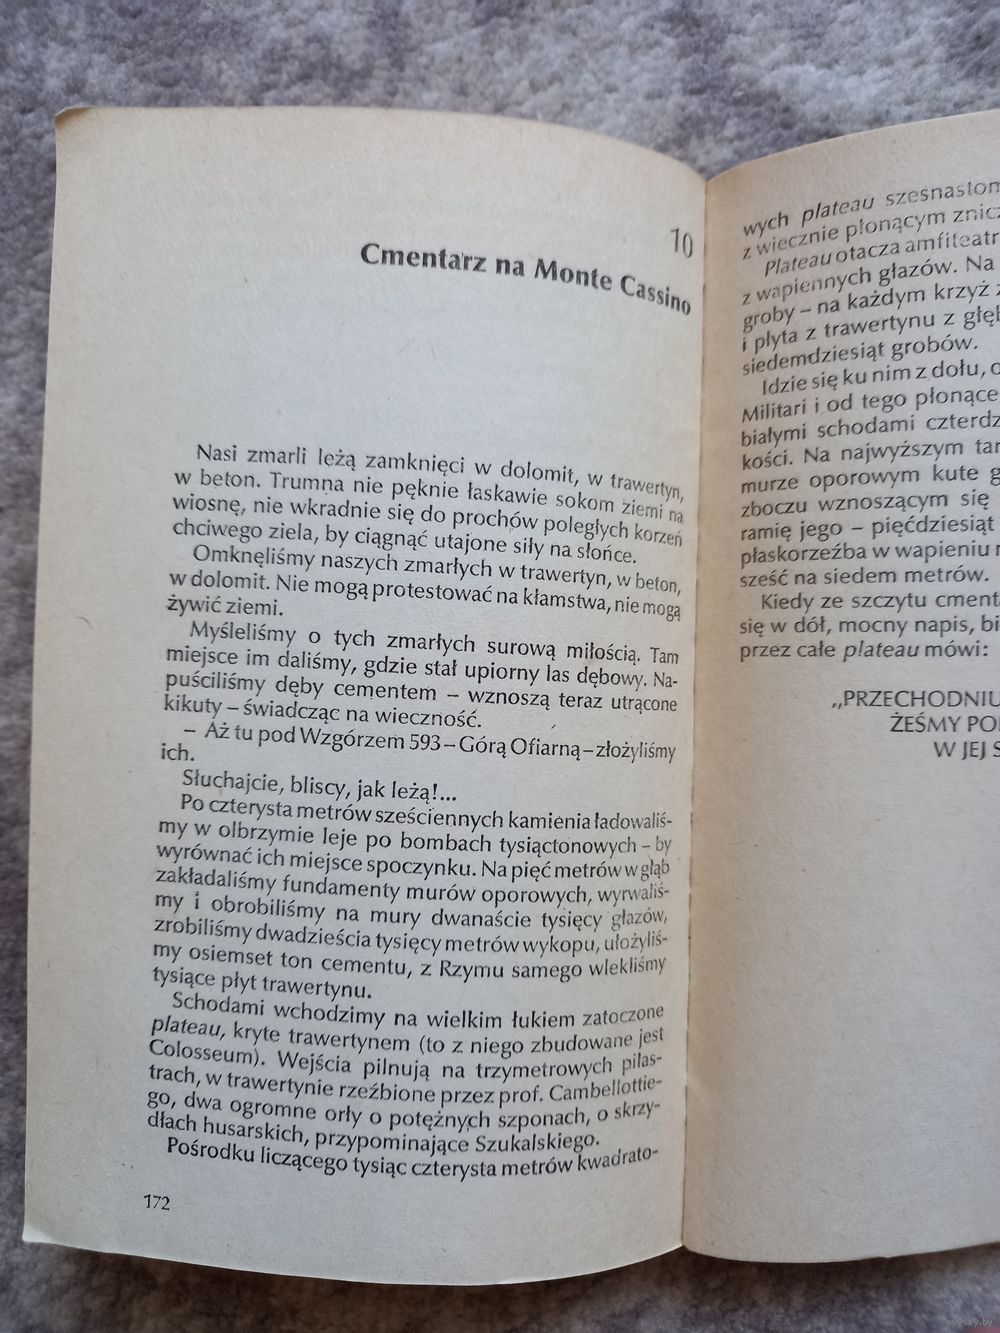 10
Cmentarz na Monte Cassino
Nasi zmarli leżą zamknięci w dolomit, w trawertyn,
w beton. Trumna nie pęknie łaskawie sokom ziemi na
wiosnę, nie wkradnie się do prochów poległych korzeń
chciwego ziela, by ciągnąć utajone siły na słońce.
Omknęliśmy naszych zmarłych w trawertyn, w beton,
w dolomit. Nie mogą protestować na kłamstwa, nie mogą
żywić ziemi.
Myśleliśmy o tych zmarłych surową miłością. Tam
miejsce im daliśmy, gdzie stał upiorny las dębowy. Na-
puściliśmy dęby cementem – wznoszą teraz utrącone
kikuty – świadcząc na wieczność.
– Aż tu pod Wzgórzem 593 – Górą Ofiarną – złożyliśmy
ich.
Słuchajcie, bliscy, jak leżą!...
Po czterysta metrów sześciennych kamienia ładowaliś-
my w olbrzymie leje po bombach tysiąctonowych – by
wyrównać ich miejsce spoczynku. Na pięć metrów w głąb
zakładaliśmy fundamenty murów oporowych, wyrwaliś-
my i obrobiliśmy na mury dwanaście tysięcy głazów,
zrobiliśmy dwadzieścia tysięcy metrów wykopu, ułożyliś-
my osiemset ton cementu, z Rzymu samego wlekliśmy
tysiące płyt trawertynu.
Schodami wchodzimy na wielkim łukiem zatoczone
plateau, kryte trawertynem (to z niego zbudowane jest
Colosseum). Wejścia pilnują na trzymetrowych pilas-
trach, w trawertynie rzeźbione przez prof. Cambellottie-
go, dwa ogromne orły o potężnych szponach, o skrzy-
dłach husarskich, przypominające Szukalskiego.
Pośrodku liczącego tysiąc czterysta metrów kwadrato-
172
wych plateau
z wiecznie płonącym
Plateau otacza
z wapiennych głazów. Na
groby – na każdym krzyż
i płyta z trawertynu z
siedemdziesiąt grobów.
Idzie się ku nim z dołu,
Militari i od tego
białymi schodami
kości. Na najwyższym
murze oporowym kute
zboczu wznoszącym się
ramię jego – pięćdziesiąt
płaskorzeźba w wapieniu
sześć na siedem metrów.
Kiedy ze szczytu
się w dół, mocny napis,
przez całe plateau mówi:
„PRZECHODNIU
ŻEŚMY
W JEJ
www.ay.by